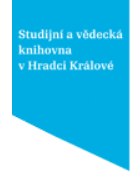 Studijní a vědecká
knihovna
v Hradci Králové